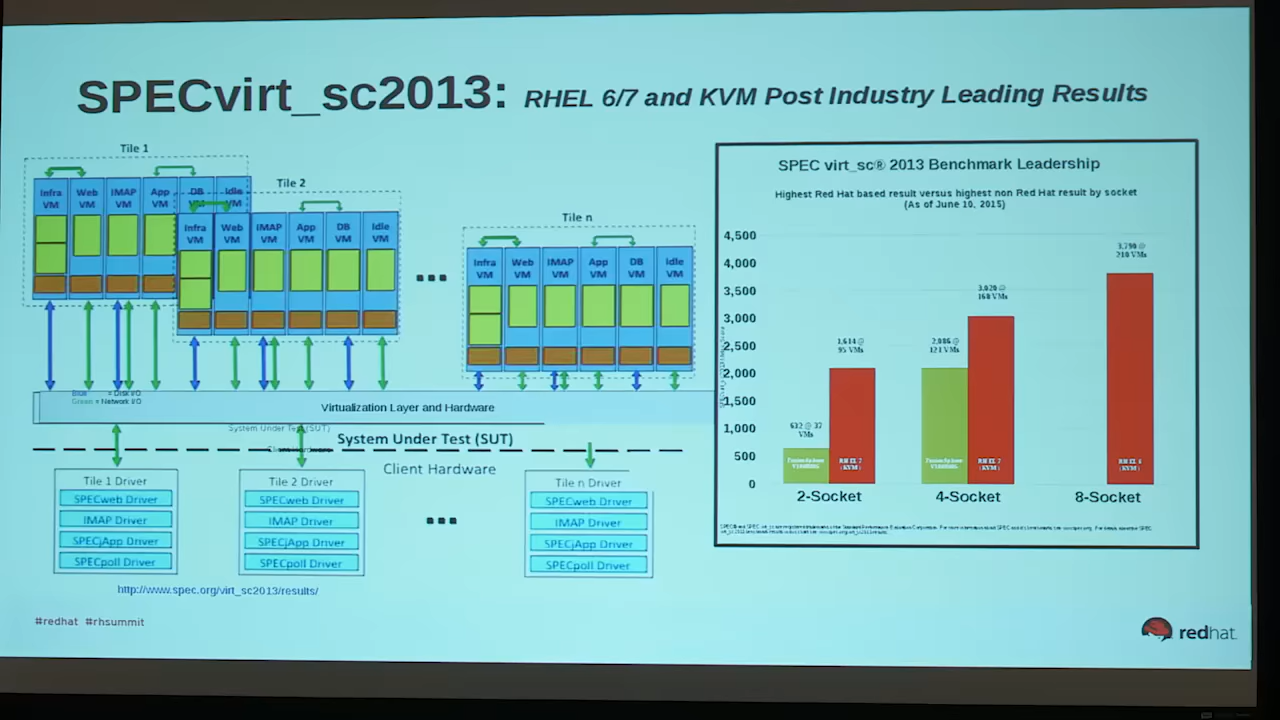 SPECvirt_sc2013: RHEL 6/7 and KVM Post Industry Leading Results
Tile 1
Infra VM
Web VM
IMAP VM
App VM
DB VM
Idle VM
Tile 2
Infra VM
Web VM
IMAP VM
App VM
DB VM
Idle VM
Tile n
Infra VM
Web VM
IMAP VM
App VM
DB VM
Idle VM
Blue = Disk I/O
Green = Network I/O
Virtualization Layer and Hardware
System Under Test (SUT)
System Under Test (SUT)
Client Hardware
Client Hardware
Tile 1 Driver
SPECweb Driver
IMAP Driver
SPECjApp Driver
SPECpoll Driver
Tile 2 Driver
SPECweb Driver
IMAP Driver
SPECjApp Driver
SPECpoll Driver
Tile n Driver
SPECweb Driver
IMAP Driver
SPECjApp Driver
SPECpoll Driver
http://www.spec.org/virt_sc2013/results/
SPEC virt_sc® 2013 Benchmark Leadership
Highest Red Hat based result versus highest non Red Hat result by socket
(As of June 10, 2015)
4,500
4,000
3,500
3,000
2,500
2,000
1,500
1,000
500
0
632 @ 37
VMs
1,614 @
95 VMs
2,086 @
121 VMs
3,020 @
168 VMs
210 VMs
RHEL 7
(KVM)
RHEL 7
(KVM)
RHEL 6
(KVM)
2-Socket
4-Socket
8-Socket
#redhat #rhsummit
redhat.